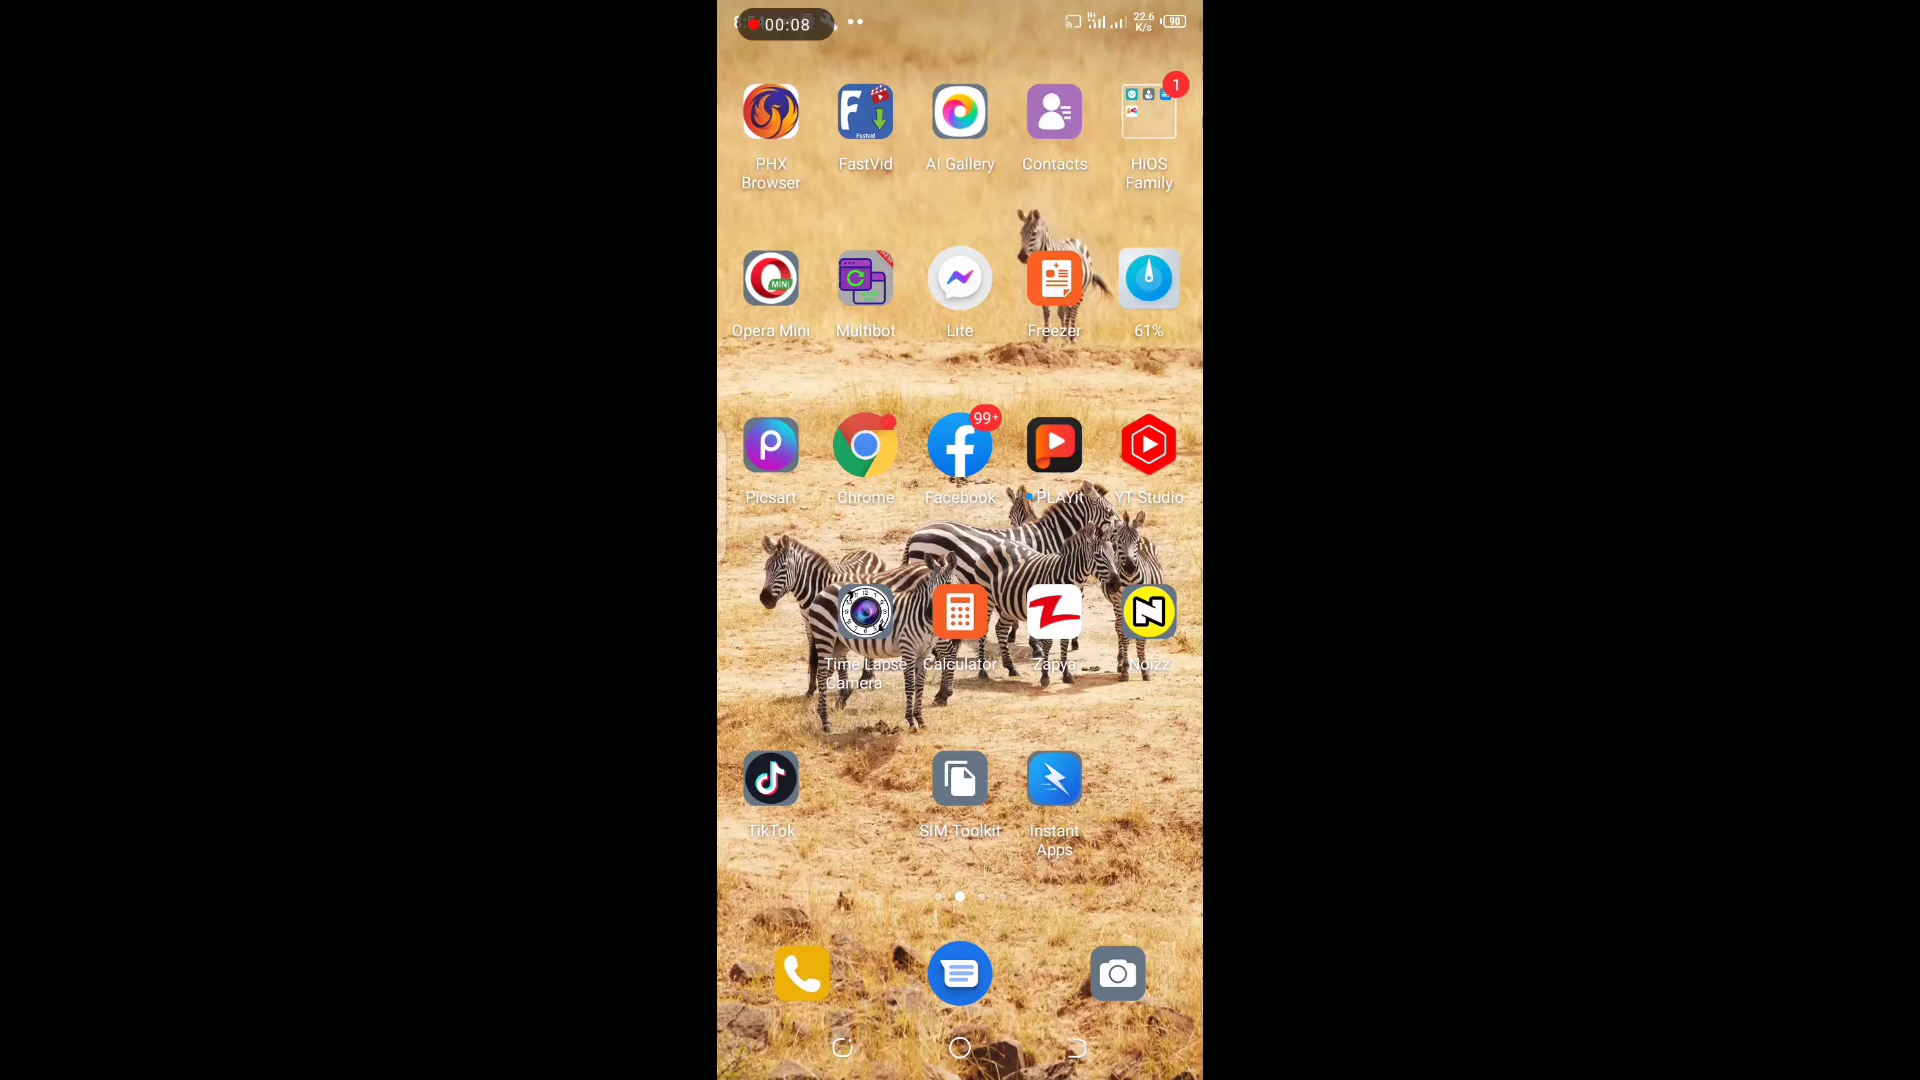 00:08
22.6
K/s
90
1
PHX
Browser
FastVid
AI Gallery
Contacts
HiOS
Family
Opera Mini
Multibot
Lite
Freezer
61%
99+
Picsart
Chrome
Facebook
PLAYit
YT Studio
Time Lapse
Camera
Calculator
Zapya
Noizz
TikTok
SIM Toolkit
Instant
Apps